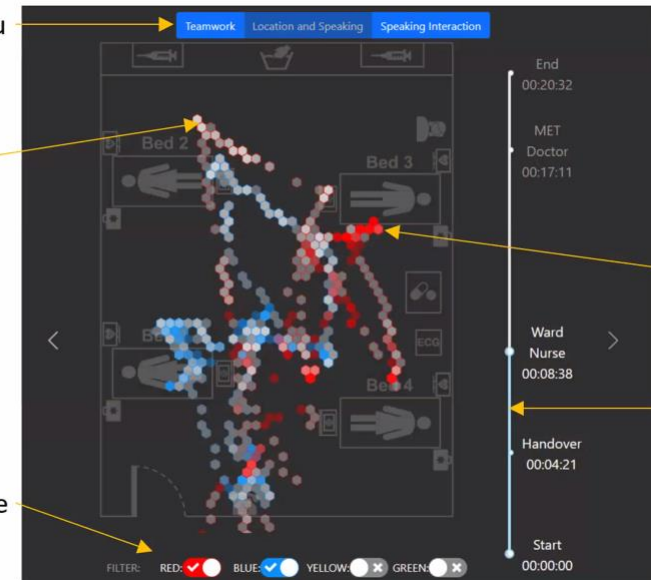 u
Teamwork Location and Speaking Speaking Interaction
End
00:20:32
MET
Doctor
00:17:11
Bed 2
Bed 3
ECG
Ward
Nurse
00:08:38
Bed 4
Handover
00:04:21
e
Start
00:00:00
FILTER: RED: BLUE: YELLOW: GREEN: